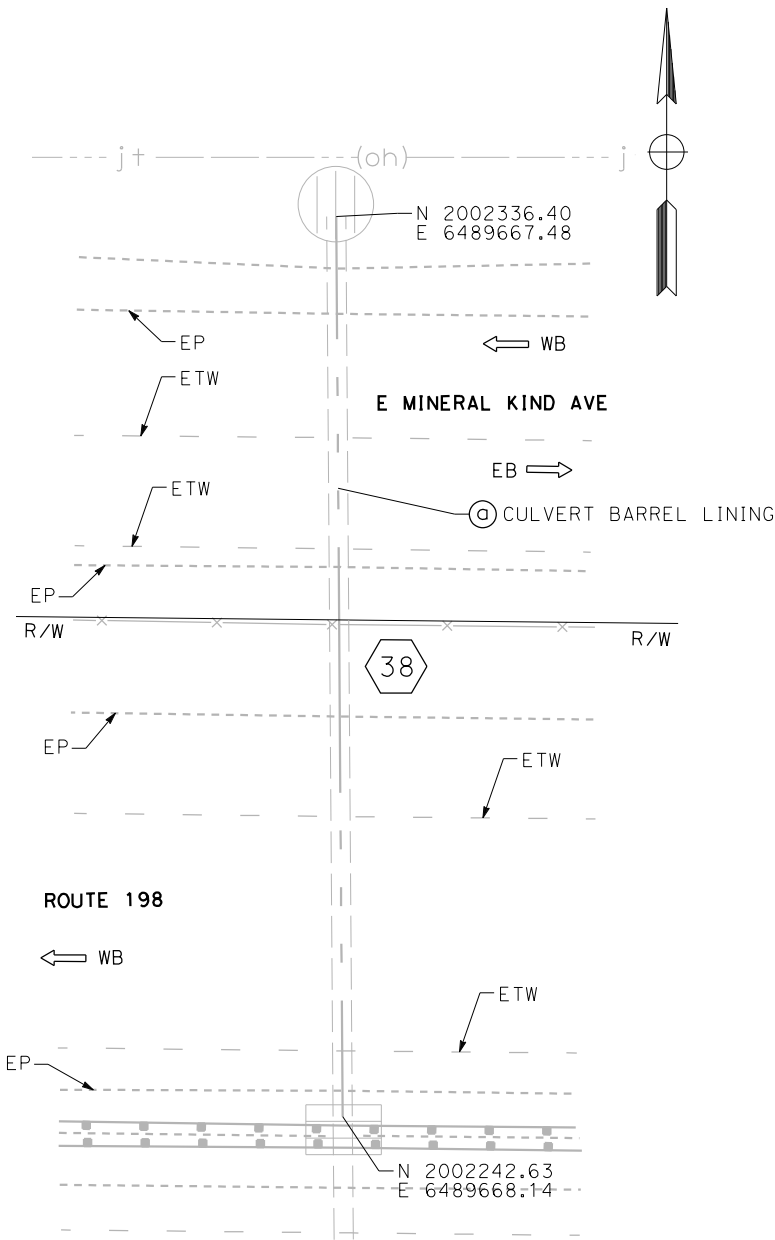 jt
(oh)
j
N 2002336.40
E 6489667.48
EP
WB
ETW
E MINERAL KIND AVE
EB
ETW
a CULVERT BARREL LINING
EP
R/W
R/W
38
EP
ETW
ROUTE 198
WB
ETW
EP
N 2002242.63
E 6489668.14